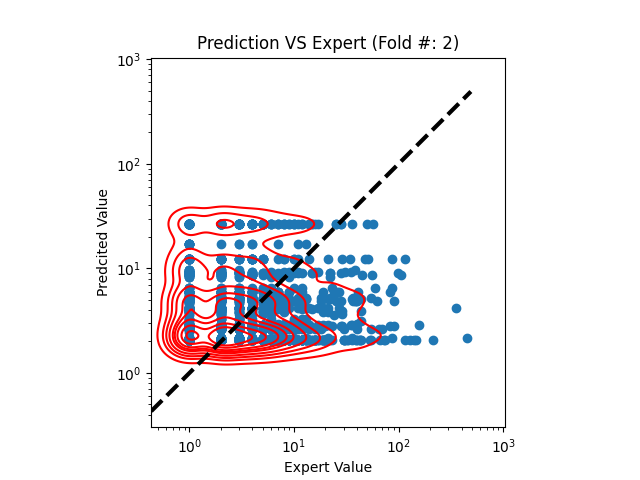 Prediction VS Expert (Fold #: 2)
10³
10²
10¹
10⁰
Predcited Value
10⁰ 10¹ 10² 10³
Expert Value